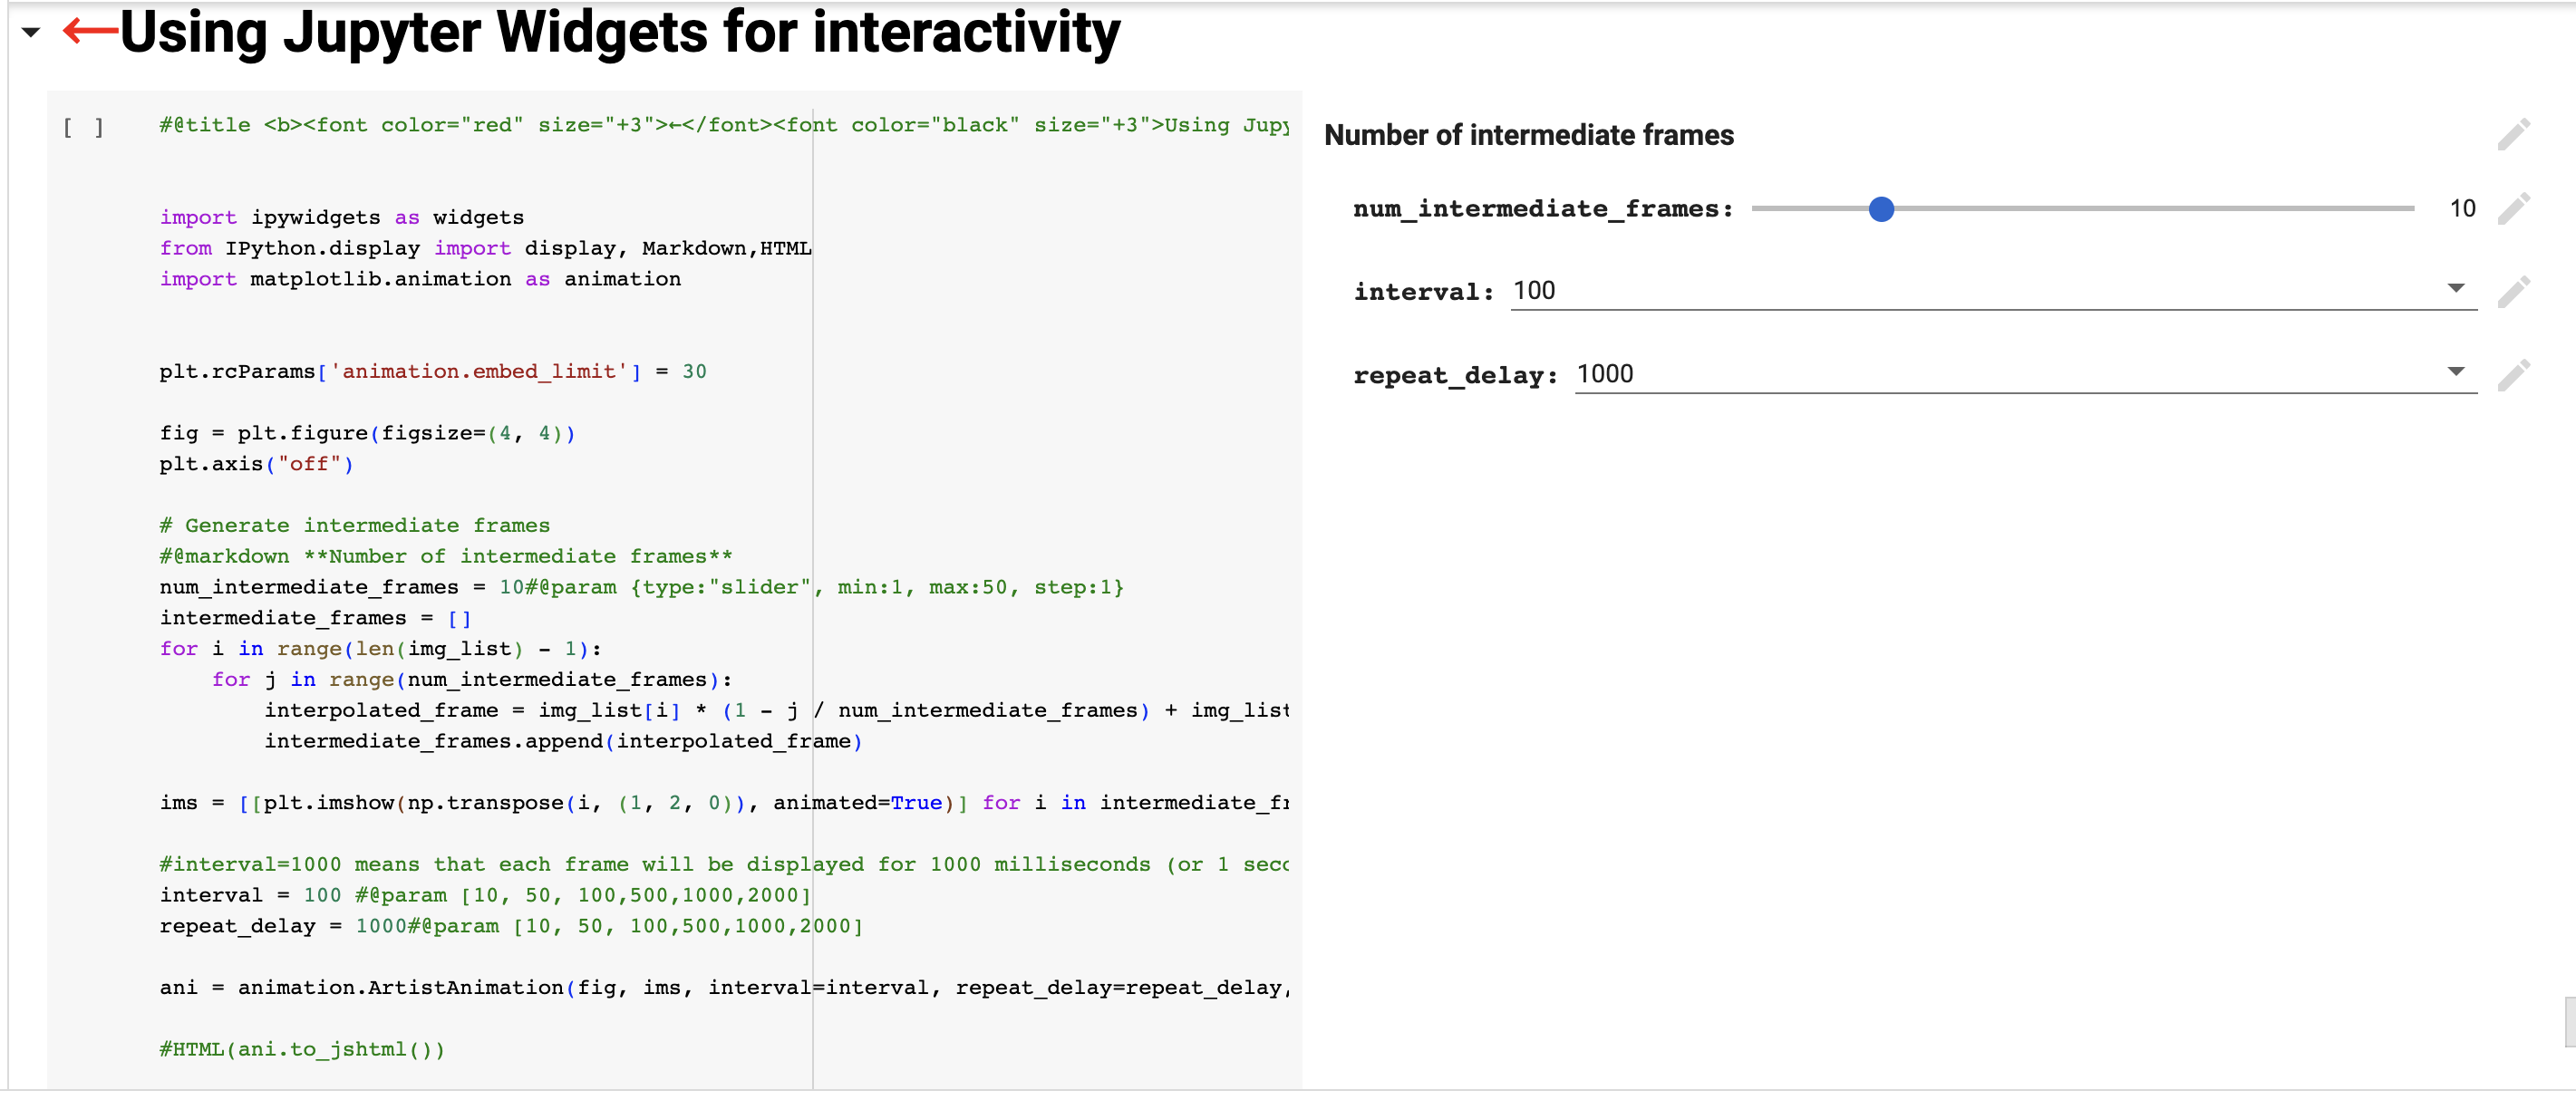 ←Using Jupyter Widgets for interactivity
[ ]
#@title <b><font color="red" size="+3">←</font><font color="black" size="+3">Using Jupy
import ipywidgets as widgets
from IPython.display import display, Markdown,HTML
import matplotlib.animation as animation
plt.rcParams['animation.embed_limit'] = 30
fig = plt.figure(figsize=(4, 4))
plt.axis("off")
# Generate intermediate frames
#@markdown **Number of intermediate frames**
num_intermediate_frames = 10#@param {type:"slider", min:1, max:50, step:1}
intermediate_frames = []
for i in range(len(img_list) - 1):
    for j in range(num_intermediate_frames):
        interpolated_frame = img_list[i] * (1 - j / num_intermediate_frames) + img_list
        intermediate_frames.append(interpolated_frame)
ims = [[plt.imshow(np.transpose(i, (1, 2, 0)), animated=True)] for i in intermediate_fr
#interval=1000 means that each frame will be displayed for 1000 milliseconds (or 1 seco
interval = 100 #@param [10, 50, 100,500,1000,2000]
repeat_delay = 1000#@param [10, 50, 100,500,1000,2000]
ani = animation.ArtistAnimation(fig, ims, interval=interval, repeat_delay=repeat_delay,
#HTML(ani.to_jshtml())
Number of intermediate frames
num_intermediate_frames: 10
interval: 100
repeat_delay: 1000